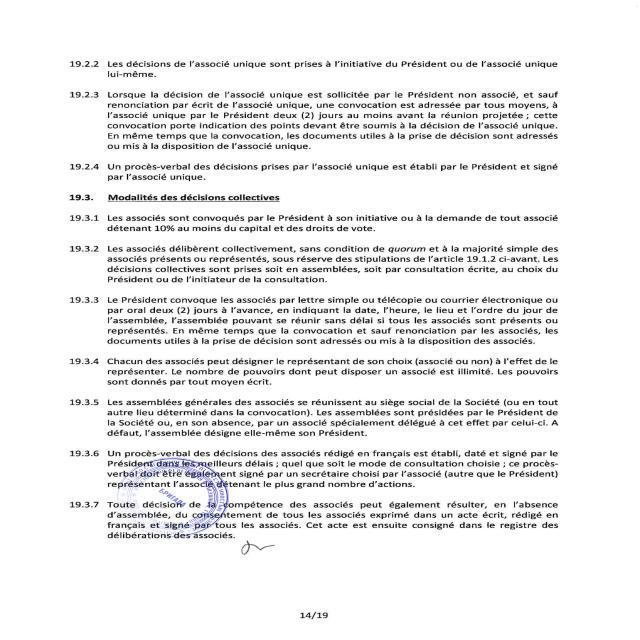 19.2.2 Les décisions de l'associé unique sont prises à l'initiative du Président ou de l'associé unique
lui-même.
19.2.3 Lorsque la décision de l'associé unique est sollicitée par le Président non associé, et sauf
renonciation par écrit de l'associé unique, une convocation est adressée par tous moyens, à
l'associé unique par le Président deux (2) jours au moins avant la réunion projetée ; cette
convocation porte indication des points devant être soumis à la décision de l'associé unique.
En même temps que la convocation, les documents utiles à la prise de décision sont adressés
ou mis à la disposition de l'associé unique.
19.2.4 Un procès-verbal des décisions prises par l'associé unique est établi par le Président et signé
par l'associé unique.
19.3. Modalités des décisions collectives
19.3.1 Les associés sont convoqués par le Président à son initiative ou à la demande de tout associé
détenant 10% au moins du capital et des droits de vote.
19.3.2 Les associés délibèrent collectivement, sans condition de quorum et à la majorité simple des
associés présents ou représentés, sous réserve des stipulations de l'article 19.1.2 ci-avant. Les
décisions collectives sont prises soit en assemblées, soit par consultation écrite, au choix du
Président ou de l'initiateur de la consultation.
19.3.3 Le Président convoque les associés par lettre simple ou télécopie ou courrier électronique ou
par oral deux (2) jours à l'avance, en indiquant la date, l'heure, le lieu et l'ordre du jour de
l'assemblée, l'assemblée pouvant se réunir sans délai si tous les associés sont présents ou
représentés. En même temps que la convocation et sauf renonciation par les associés, les
documents utiles à la prise de décision sont adressés ou mis à la disposition des associés.
19.3.4 Chacun des associés peut désigner le représentant de son choix (associé ou non) à l'effet de le
représenter. Le nombre de pouvoirs dont peut disposer un associé est illimité. Les pouvoirs
sont donnés par tout moyen écrit.
19.3.5 Les assemblées générales des associés se réunissent au siège social de la Société (ou en tout
autre lieu déterminé dans la convocation). Les assemblées sont présidées par le Président de
la Société ou, en son absence, par un associé spécialement délégué à cet effet par celui-ci. A
défaut, l'assemblée désigne elle-même son Président.
19.3.6 Un procès-verbal des décisions des associés rédigé en français est établi, daté et signé par le
Président dans les meilleurs délais ; quel que soit le mode de consultation choisie ; ce procès-
verbal doit être également signé par un secrétaire choisi par l'associé (autre que le Président)
représentant l'associé détenant le plus grand nombre d'actions.
19.3.7 Toute décision de la compétence des associés peut également résulter, en l'absence
d'assemblée, du consentement de tous les associés exprimé dans un acte écrit, rédigé en
français et signé par tous les associés. Cet acte est ensuite consigné dans le registre des
délibérations des associés.
14/19